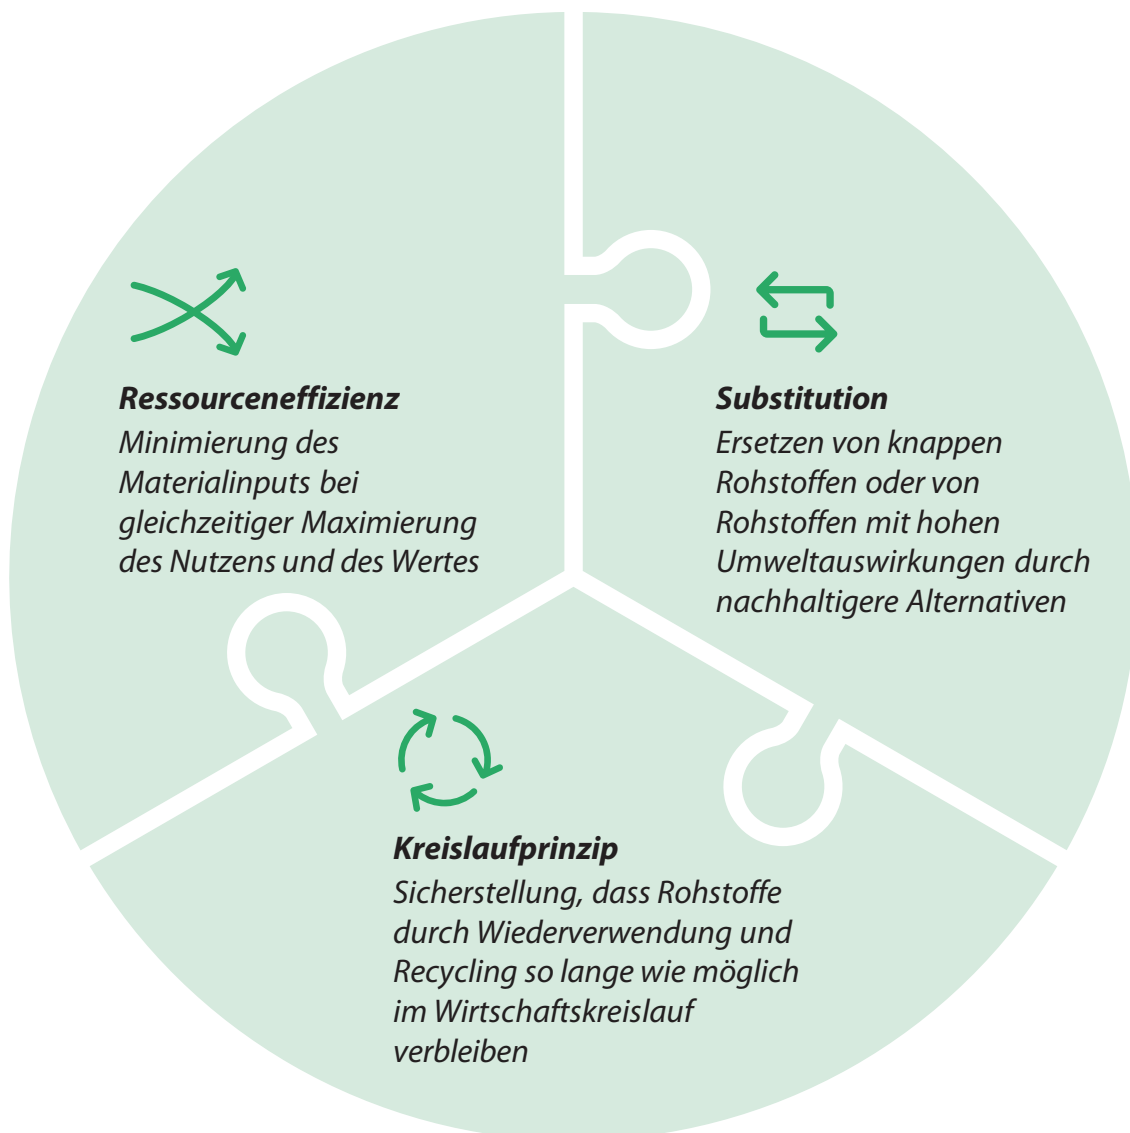 Ressourceneffizienz
Minimierung des
Materialinputs bei
gleichzeitiger Maximierung
des Nutzens und des Wertes
Substitution
Ersetzen von knappen
Rohstoffen oder von
Rohstoffen mit hohen
Umweltauswirkungen durch
nachhaltigere Alternativen
Kreislaufprinzip
Sicherstellung, dass Rohstoffe
durch Wiederverwendung und
Recycling so lange wie möglich
im Wirtschaftskreislauf
verbleiben